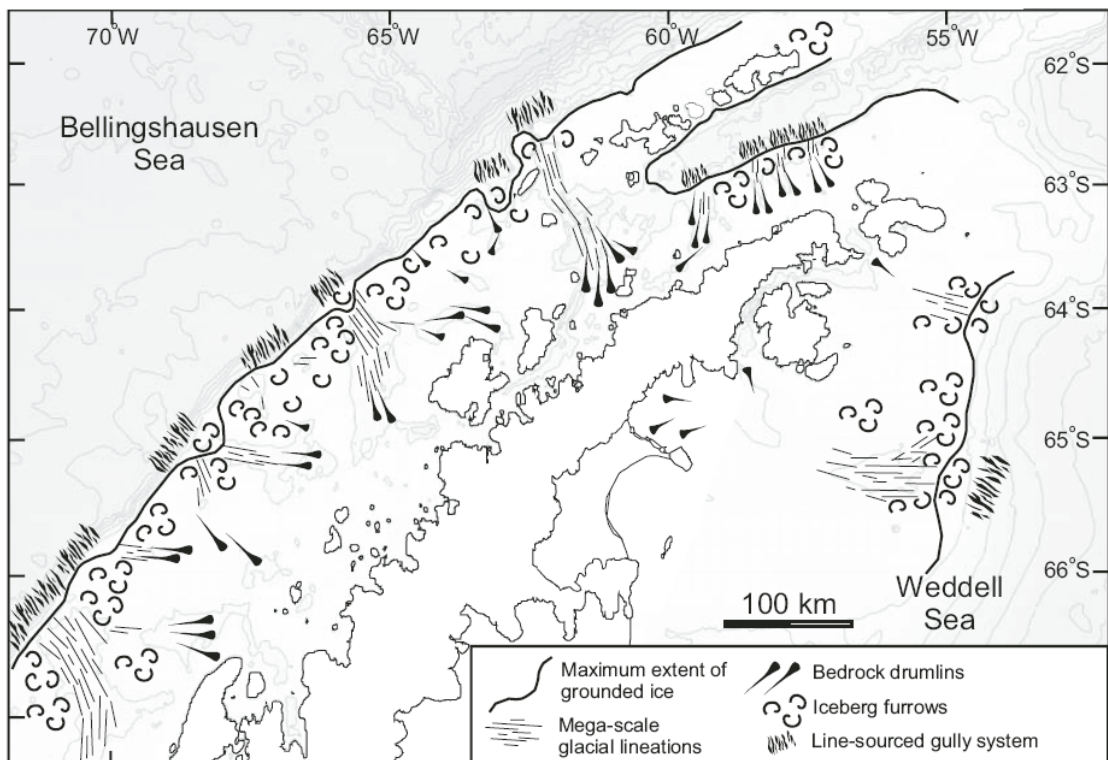 70°W
65°W
60°W
55°W
62°S
63°S
64°S
65°S
66°S
Bellingshausen
Sea
Weddell
Sea
100 km
Maximum extent of
grounded ice
Mega-scale
glacial lineations
Bedrock drumlins
Iceberg furrows
Line-sourced gully system